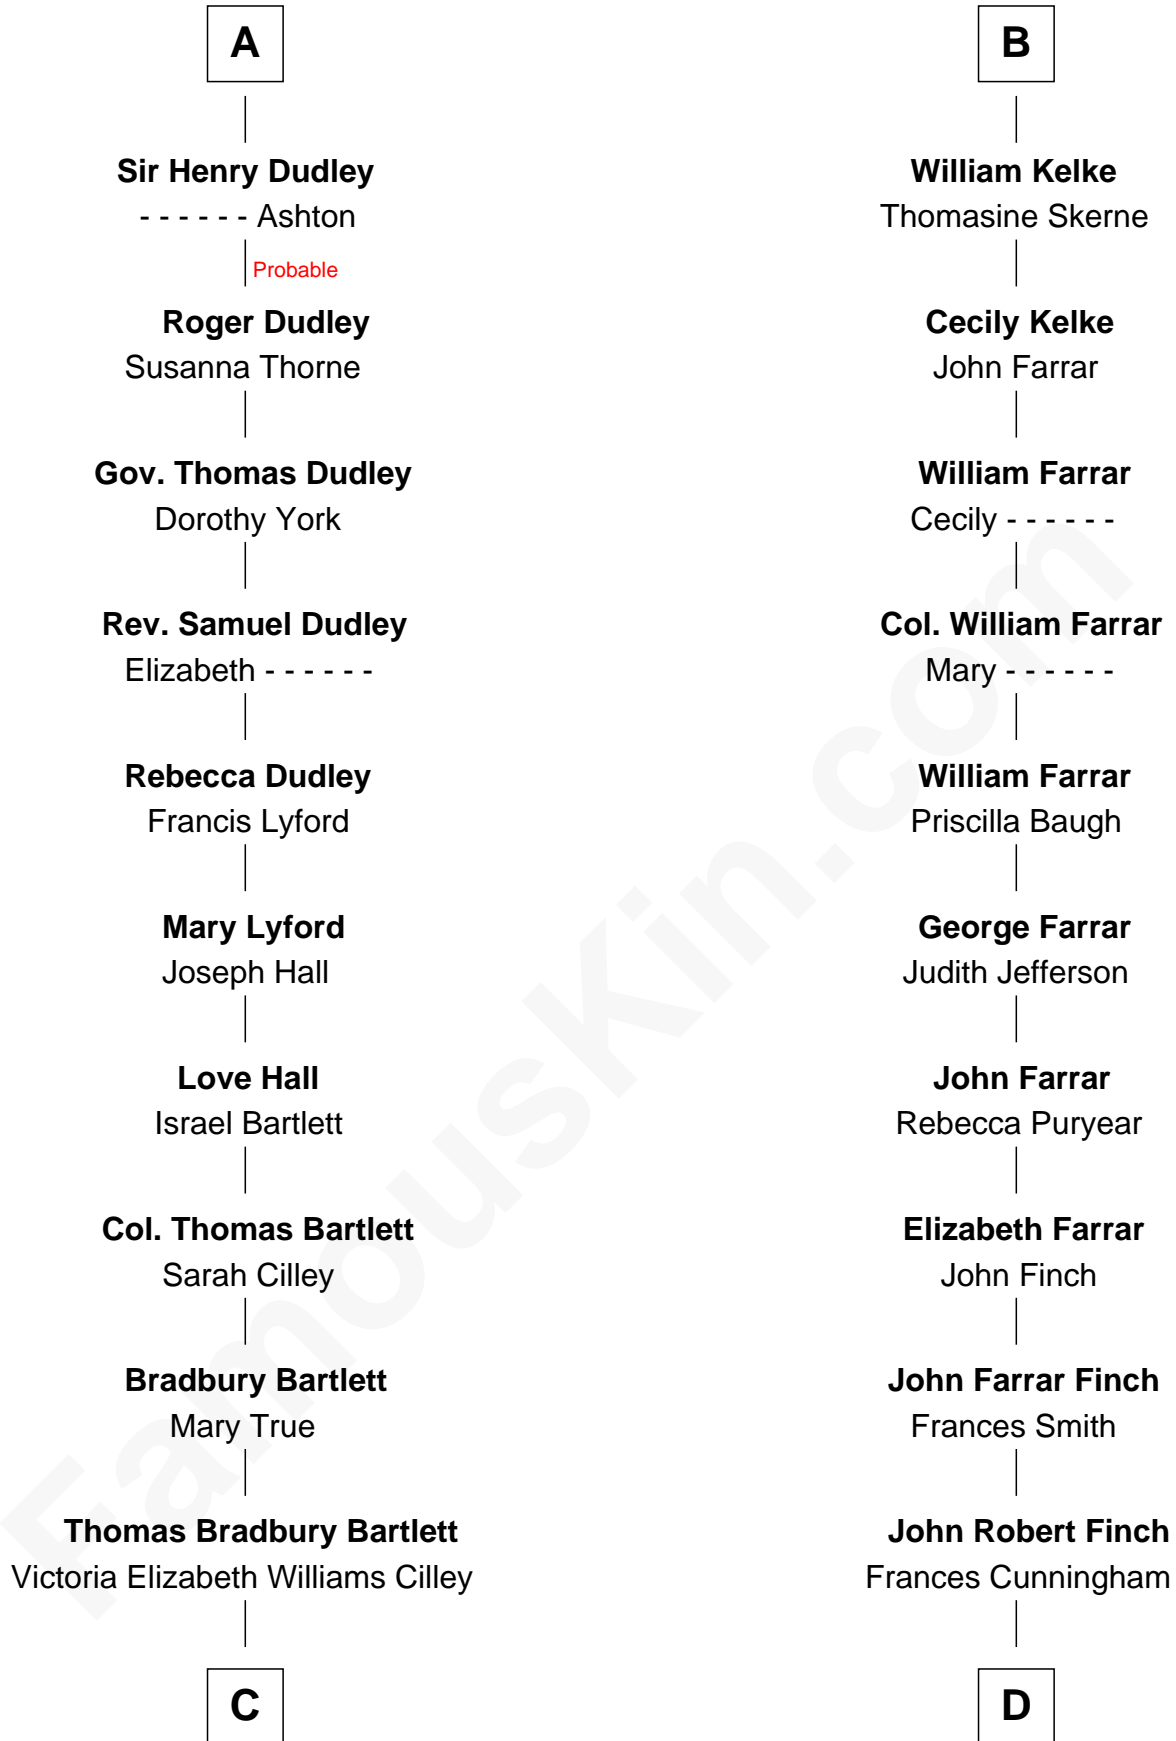 A
Sir Henry Dudley
- - - - - - Ashton
Probable
Roger Dudley
Susanna Thorne
Gov. Thomas Dudley
Dorothy York
Rev. Samuel Dudley
Elizabeth - - - - - -
Rebecca Dudley
Francis Lyford
Mary Lyford
Joseph Hall
Love Hall
Israel Bartlett
Col. Thomas Bartlett
Sarah Cilley
Bradbury Bartlett
Mary True
Thomas Bradbury Bartlett
Victoria Elizabeth Williams Cilley
C
B
William Kelke
Thomasine Skerne
Cecily Kelke
John Farrar
William Farrar
Cecily - - - - - -
Col. William Farrar
Mary - - - - - -
William Farrar
Priscilla Baugh
George Farrar
Judith Jefferson
John Farrar
Rebecca Puryear
Elizabeth Farrar
John Finch
John Farrar Finch
Frances Smith
John Robert Finch
Frances Cunningham
D
FamousKin.com